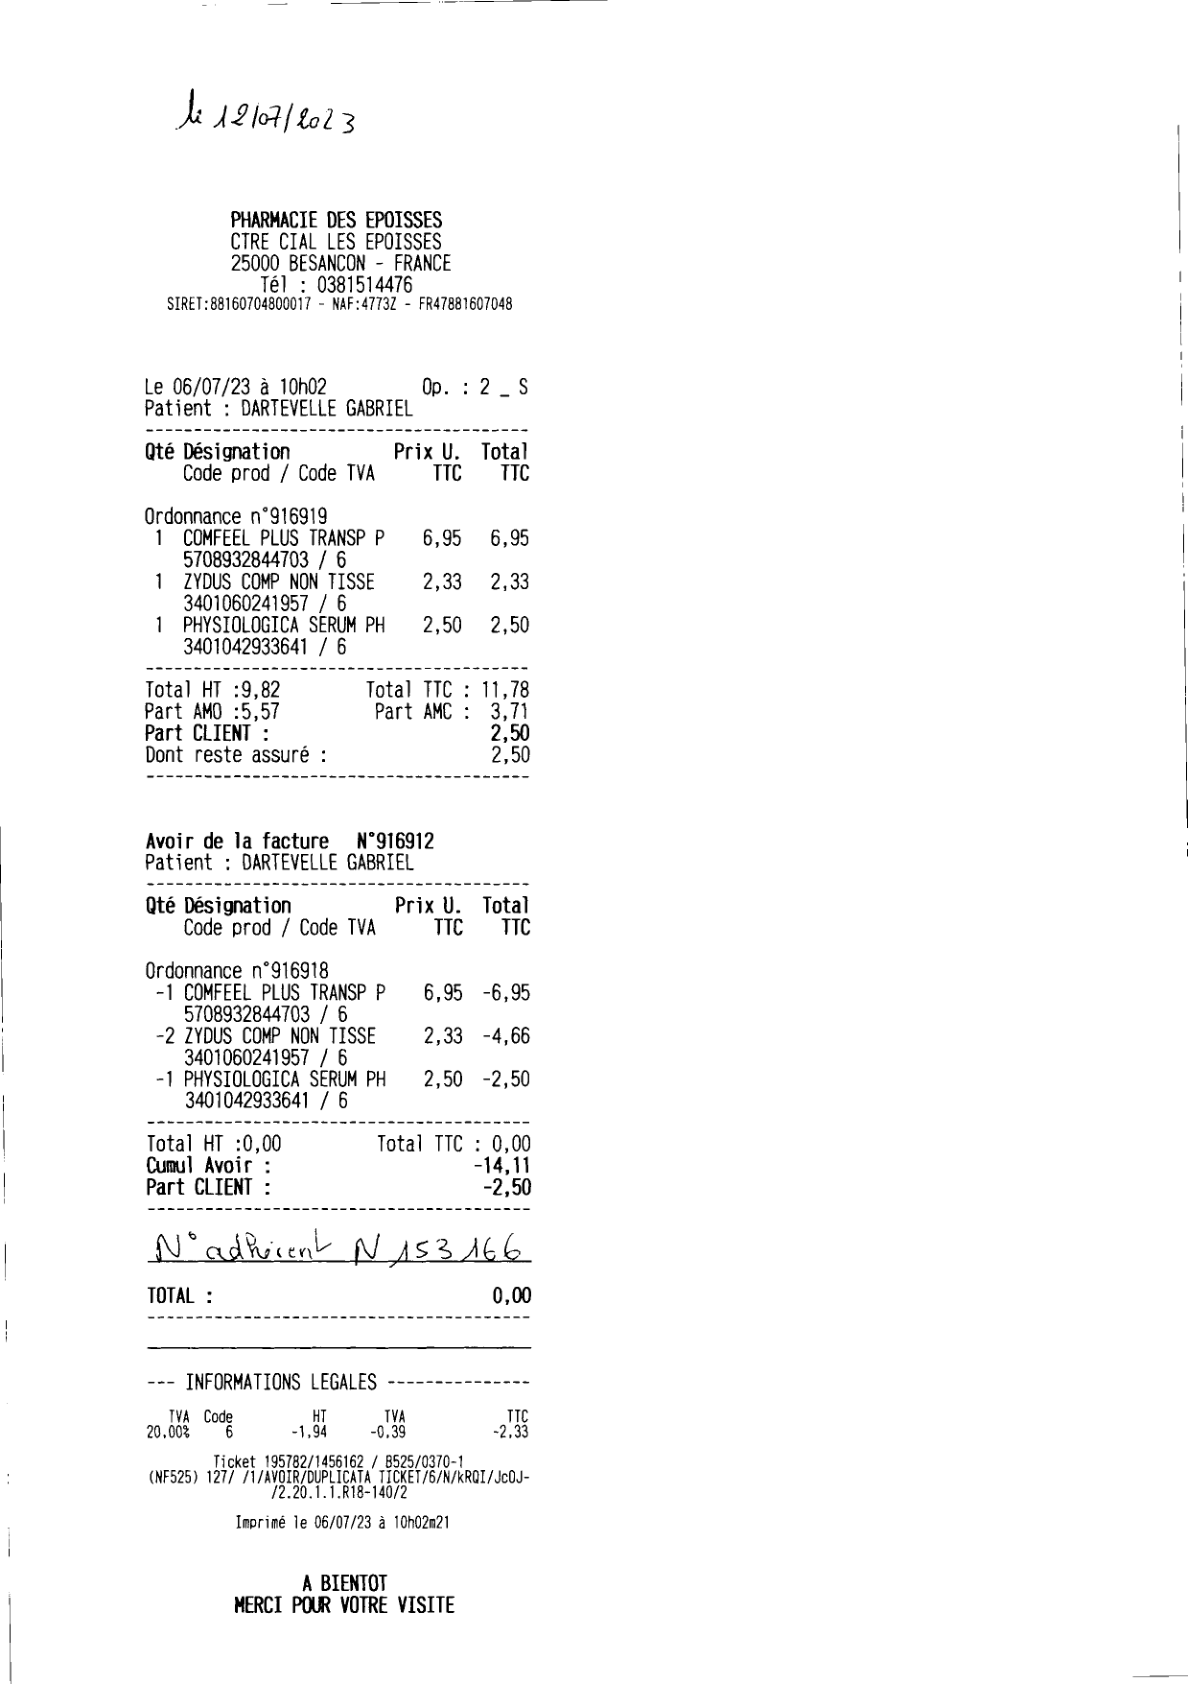 le 12/07/2023
PHARMACIE DES EPOISSES
CTRE CIAL LES EPOISSES
25000 BESANCON - FRANCE
Tél : 0381514476
SIRET:88160704800017 - NAF:4773Z - FR47881607048
Le 06/07/23 à 10h02 Op. : 2 _ S
Patient : DARTEVELLE GABRIEL
Qté Désignation Prix U. Total
Code prod / Code TVA TTC TTC
Ordonnance n°916919
1 COMFEEL PLUS TRANSP P 6,95 6,95
5708932844703 / 6
1 ZYDUS COMP NON TISSE 2,33 2,33
3401060241957 / 6
1 PHYSIOLOGICA SERUM PH 2,50 2,50
3401042933641 / 6
Total HT :9,82 Total TTC : 11,78
Part AMO :5,57 Part AMC : 3,71
Part CLIENT : 2,50
Dont reste assuré : 2,50
Avoir de la facture N°916912
Patient : DARTEVELLE GABRIEL
Qté Désignation Prix U. Total
Code prod / Code TVA TTC TTC
Ordonnance n°916918
-1 COMFEEL PLUS TRANSP P 6,95 -6,95
5708932844703 / 6
-2 ZYDUS COMP NON TISSE 2,33 -4,66
3401060241957 / 6
-1 PHYSIOLOGICA SERUM PH 2,50 -2,50
3401042933641 / 6
Total HT :0,00 Total TTC : 0,00
Cumul Avoir : -14,11
Part CLIENT : -2,50
N° adhérent N 153166
TOTAL : 0,00
--- INFORMATIONS LEGALES ---------------
TVA Code HT TVA TTC
20.00% 6 -1.94 -0.39 -2.33
Ticket 195782/1456162 / B525/0370-1
(NF525) 127/ /1/AVOIR/DUPLICATA TICKET/6/N/kRQI/JcOJ-
/2.20.1.1.R18-140/2
Imprimé le 06/07/23 à 10h02m21
A BIENTOT
MERCI POUR VOTRE VISITE